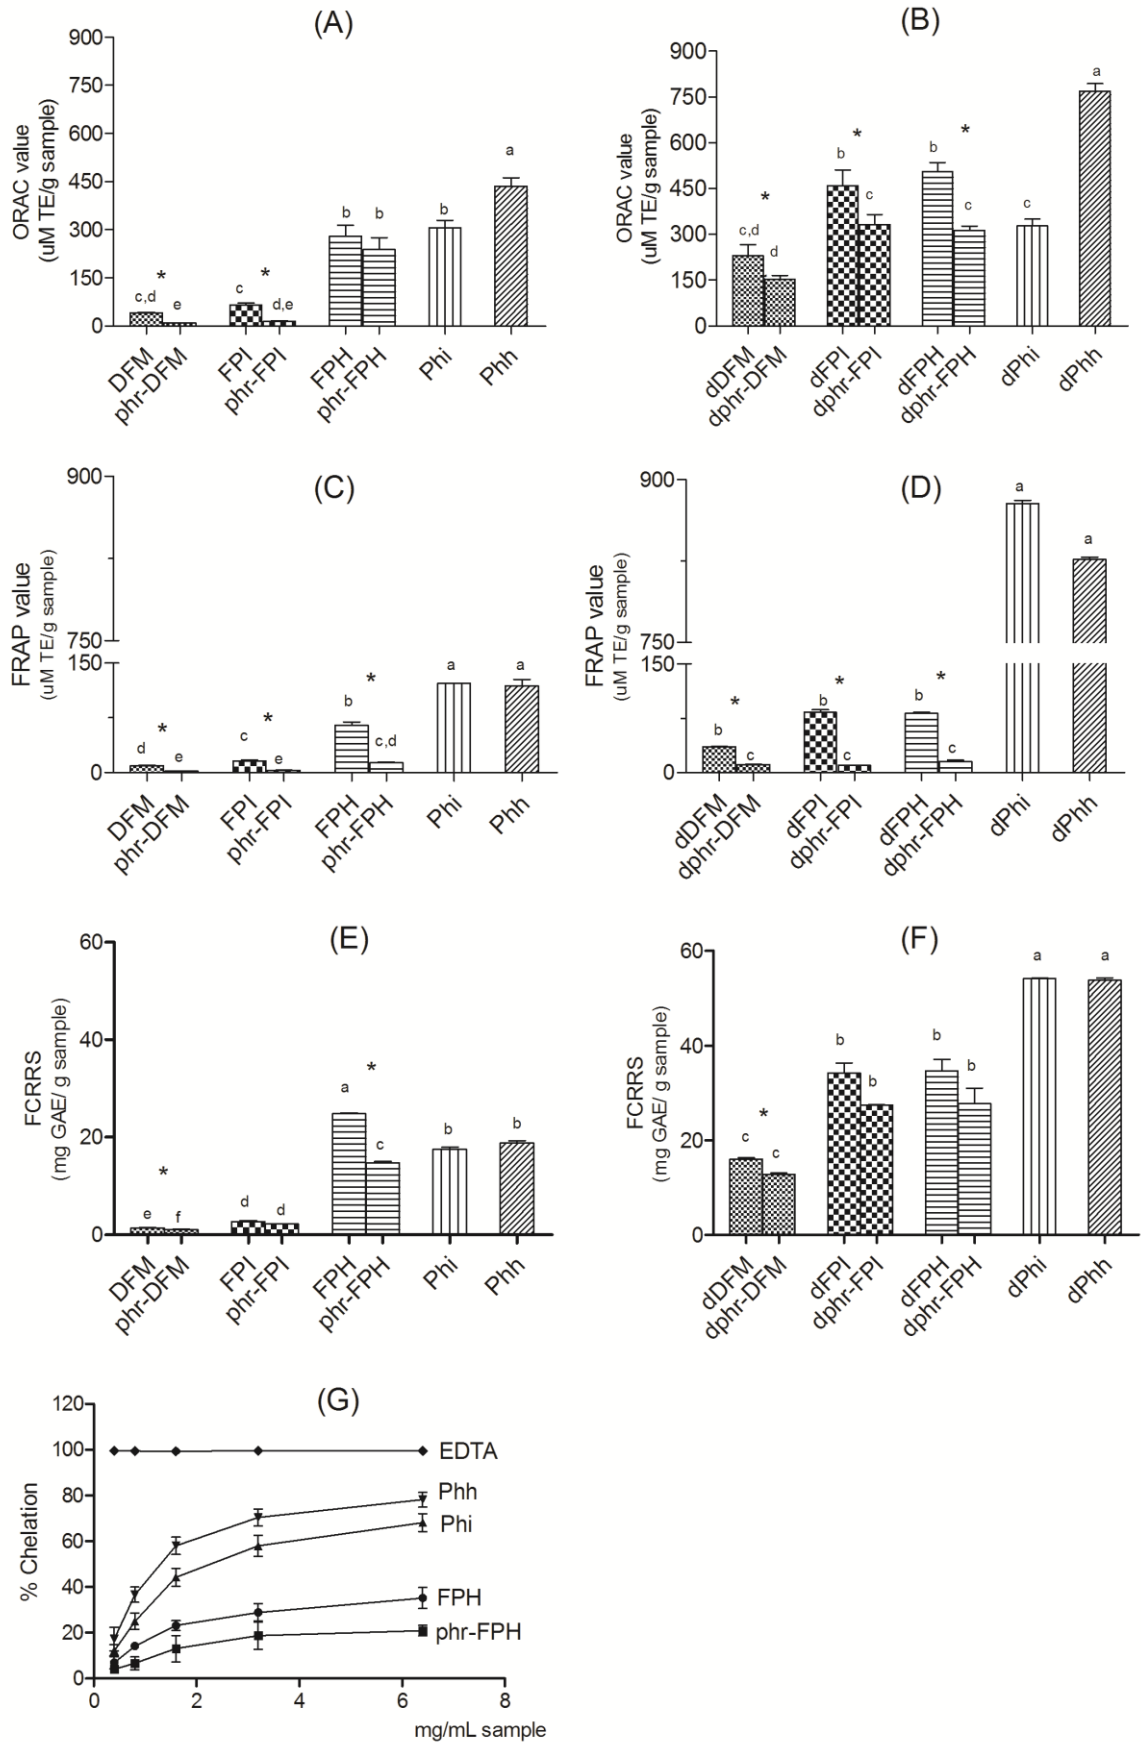 (A)
900
750
600
450
300
150
0
ORAC value
(uM TE/g sample)
c,d
*
e
c
*
d,e
b
b
b
a
DFM
phr-DFM
FPI
phr-FPI
FPH
phr-FPH
Phi
Phh
(B)
900
750
600
450
300
150
0
ORAC value
(uM TE/g sample)
c,d
*
d
b
*
c
b
*
c
c
a
dDFM
dphr-DFM
dFPI
dphr-FPI
dFPH
dphr-FPH
dPhi
dPhh
(C)
900
750
150
0
FRAP value
(uM TE/g sample)
d
*
e
c
*
e
b
*
c,d
a
a
DFM
phr-DFM
FPI
phr-FPI
FPH
phr-FPH
Phi
Phh
(D)
900
750
150
0
FRAP value
(uM TE/g sample)
b
*
c
b
*
c
b
*
c
a
a
dDFM
dphr-DFM
dFPI
dphr-FPI
dFPH
dphr-FPH
dPhi
dPhh
(E)
60
40
20
0
FCRRS
(mg GAE/ g sample)
e
*
f
d
d
a
*
c
b
b
DFM
phr-DFM
FPI
phr-FPI
FPH
phr-FPH
Phi
Phh
(F)
60
40
20
0
FCRRS
(mg GAE/ g sample)
c
*
c
b
b
b
b
a
a
dDFM
dphr-DFM
dFPI
dphr-FPI
dFPH
dphr-FPH
dPhi
dPhh
(G)
120
100
80
60
40
20
0
% Chelation
EDTA
Phh
Phi
FPH
phr-FPH
0
2
4
6
8
mg/mL sample